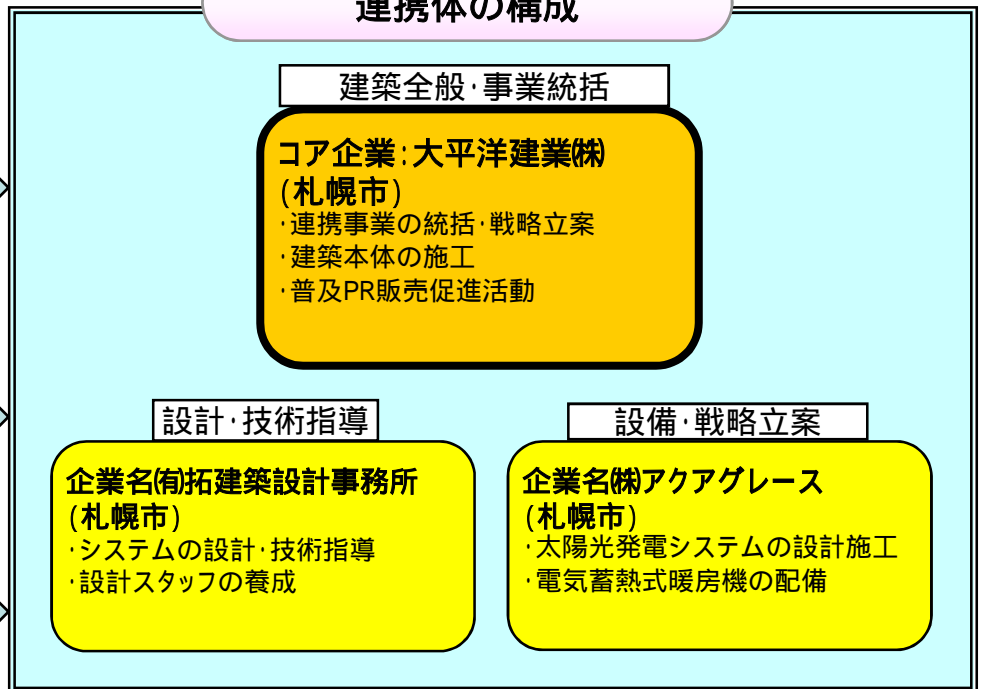 連携体の構成
建築全般･事業統括
コア企業:大平洋建業㈱
(札幌市)
･連携事業の統括･戦略立案
･建築本体の施工
･普及PR販売促進活動
設計･技術指導
企業名㈲拓建築設計事務所
(札幌市)
･システムの設計･技術指導
･設計スタッフの養成
設備･戦略立案
企業名㈱アクアグレース
(札幌市)
･太陽光発電システムの設計施工
･電気蓄熱式暖房機の配備